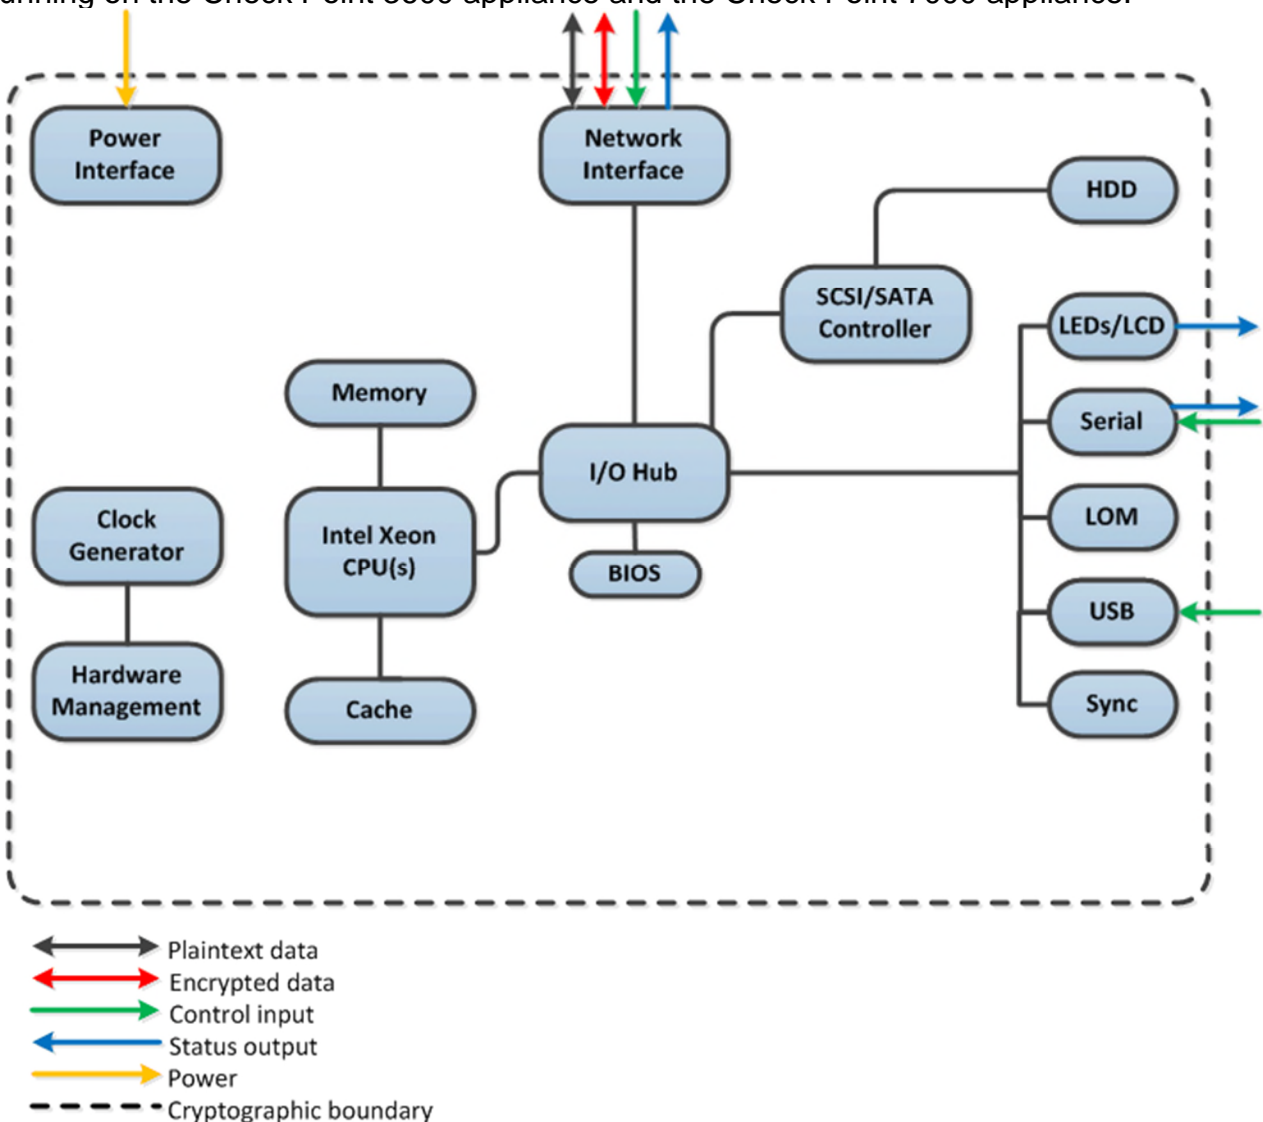 Power
Interface
Network
Interface
HDD
SCSI/SATA
Controller
LEDs/LCD
Memory
Serial
I/O Hub
Clock
Generator
Intel Xeon
CPU(s)
LOM
BIOS
USB
Hardware
Management
Cache
Sync
Plaintext data
Encrypted data
Control input
Status output
Power
Cryptographic boundary